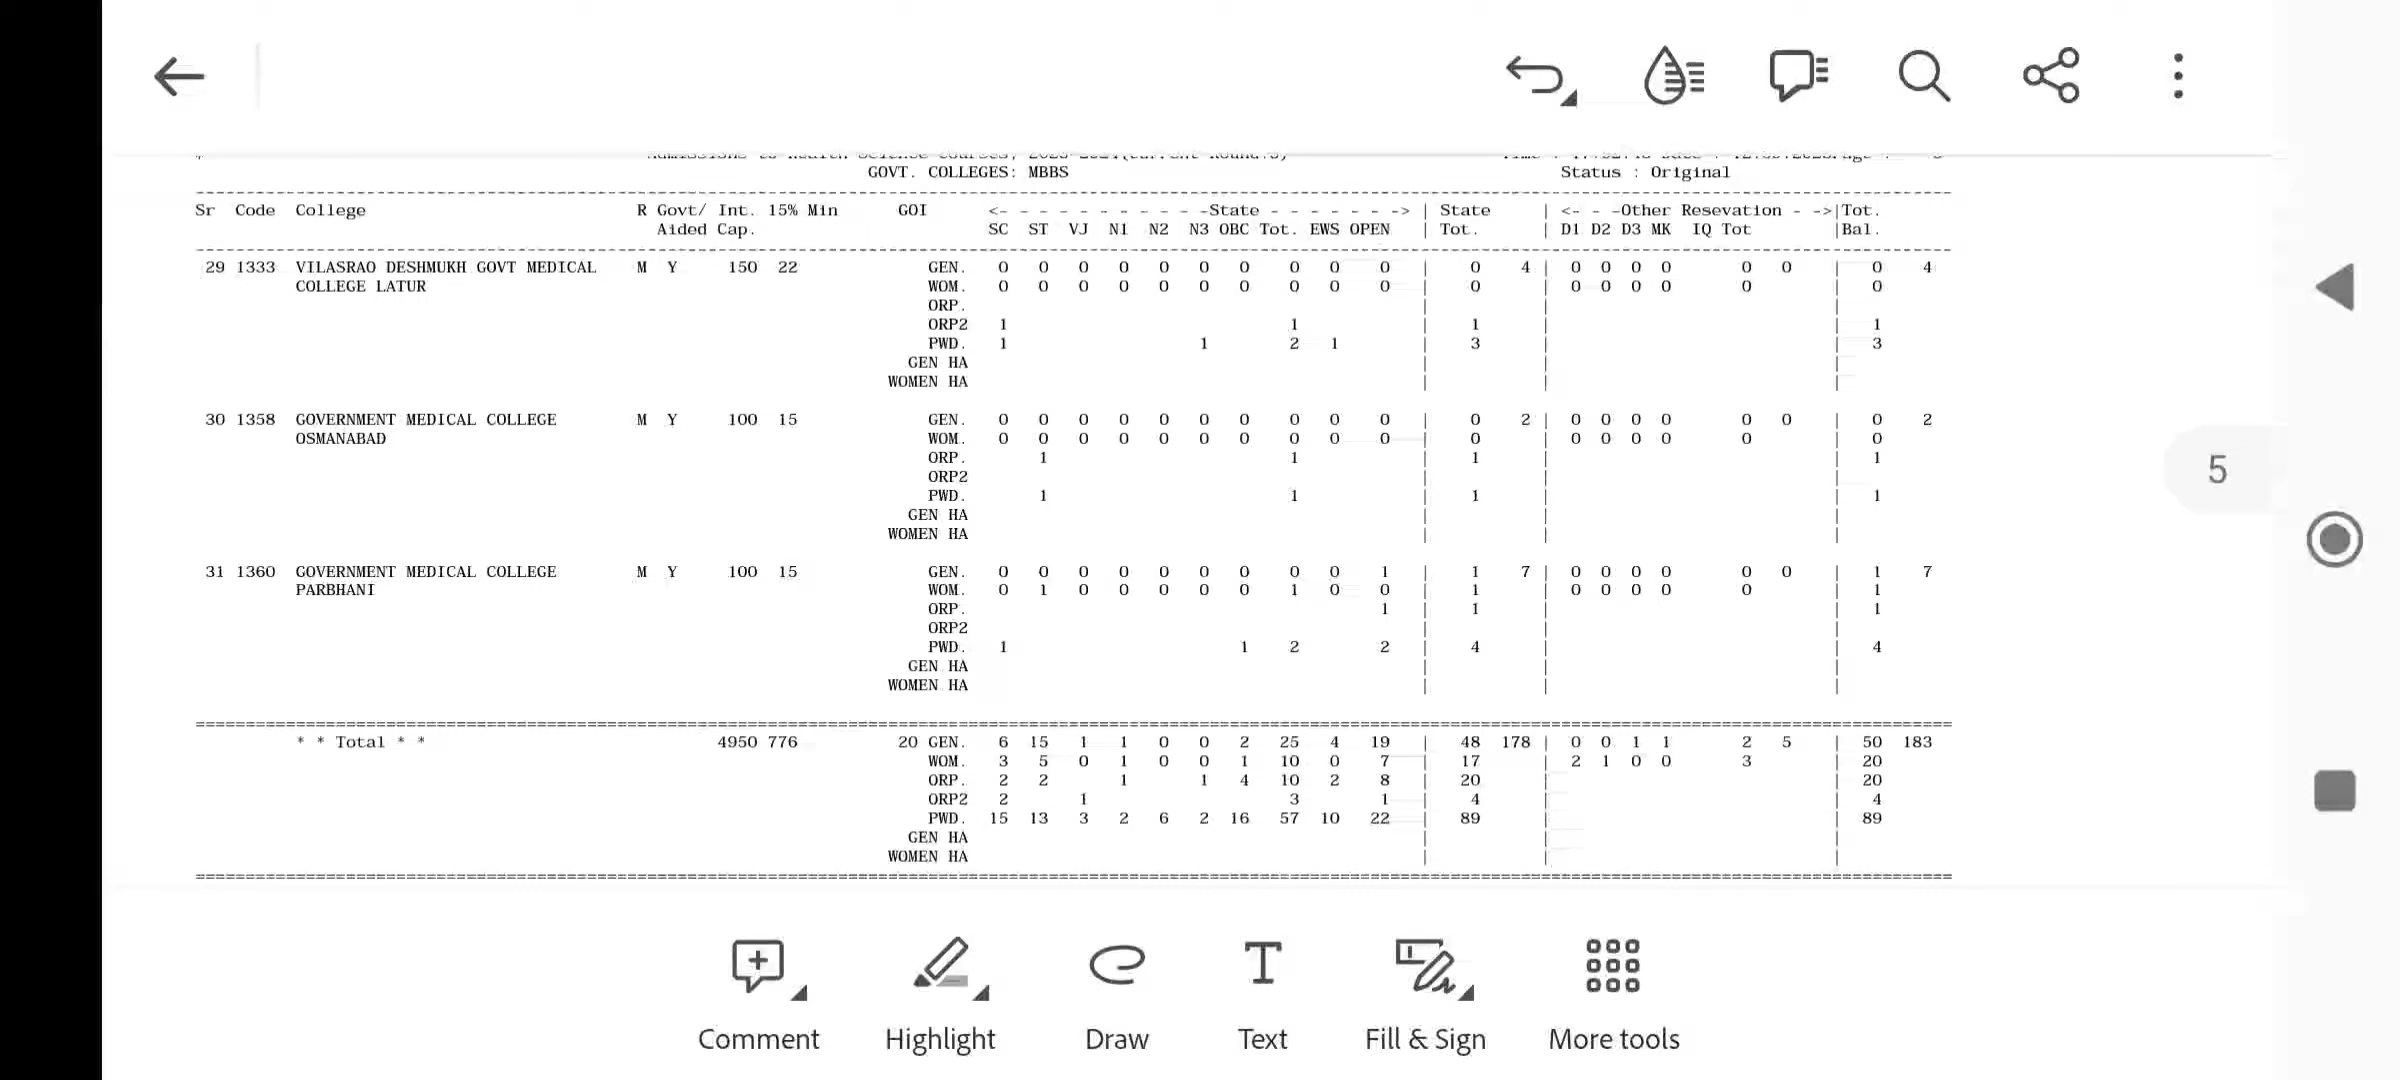 GOVT. COLLEGES: MBBS Status : Original
Sr Code College R Govt/ Int. 15% Min GOI <- - - - - - - - - - -State - - - - - - -> | State | <- - -Other Resevation - ->|Tot.
Aided Cap. SC ST VJ N1 N2 N3 OBC Tot. EWS OPEN | Tot. | D1 D2 D3 MK IQ Tot |Bal.
29 1333 VILASRAO DESHMUKH GOVT MEDICAL M Y 150 22 GEN. 0 0 0 0 0 0 0 0 0 0 | 0 4 | 0 0 0 0 0 0 | 0 4
COLLEGE LATUR WOM. 0 0 0 0 0 0 0 0 0 0 | 0 | 0 0 0 0 0 | 0
ORP. | | |
ORP2 1 1 | 1 | | 1
PWD. 1 1 2 1 | 3 | | 3
GEN HA | | |
WOMEN HA | | |
30 1358 GOVERNMENT MEDICAL COLLEGE M Y 100 15 GEN. 0 0 0 0 0 0 0 0 0 0 | 0 2 | 0 0 0 0 0 0 | 0 2
OSMANABAD WOM. 0 0 0 0 0 0 0 0 0 0 | 0 | 0 0 0 0 0 | 0
ORP. 1 1 | 1 | | 1
ORP2 | | |
PWD. 1 1 | 1 | | 1
GEN HA | | |
WOMEN HA | | |
31 1360 GOVERNMENT MEDICAL COLLEGE M Y 100 15 GEN. 0 0 0 0 0 0 0 0 0 1 | 1 7 | 0 0 0 0 0 0 | 1 7
PARBHANI WOM. 0 1 0 0 0 0 0 1 0 0 | 1 | 0 0 0 0 0 | 1
ORP. 1 | 1 | | 1
ORP2 | | |
PWD. 1 1 2 2 | 4 | | 4
GEN HA | | |
WOMEN HA | | |
* * Total * * 4950 776 20 GEN. 6 15 1 1 0 0 2 25 4 19 | 48 178 | 0 0 1 1 2 5 | 50 183
WOM. 3 5 0 1 0 0 1 10 0 7 | 17 | 2 1 0 0 3 | 20
ORP. 2 2 1 1 4 10 2 8 | 20 | | 20
ORP2 2 1 3 1 | 4 | | 4
PWD. 15 13 3 2 6 2 16 57 10 22 | 89 | | 89
GEN HA | | |
WOMEN HA | | |
5
Comment Highlight Draw Text Fill & Sign More tools